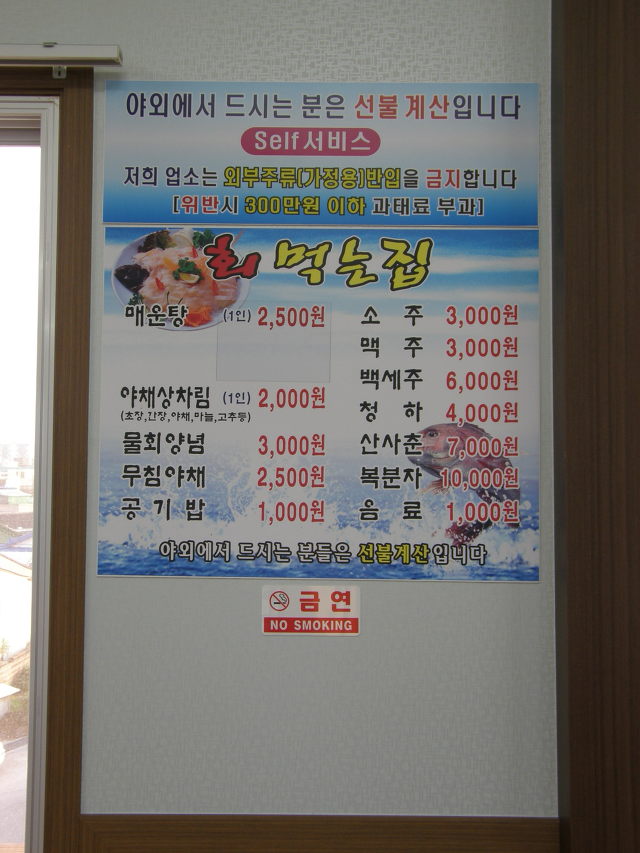 야외에서 드시는 분은 선불 계산입니다
Self서비스
저희 업소는 외부주류(가정용)반입을 금지합니다
[위반시 300만원 이하 과태료 부과]
회 먹는집
매운탕 (1인) 2,500원
야채상차림 (1인) 2,000원
(초장,간장,야채,마늘,고추등)
물회양념 3,000원
무침야채 2,500원
공기밥 1,000원
소주 3,000원
맥주 3,000원
백세주 6,000원
청하 4,000원
산사춘 7,000원
복분자 10,000원
음료 1,000원
야외에서 드시는 분들은 선불계산입니다
금연
NO SMOKING